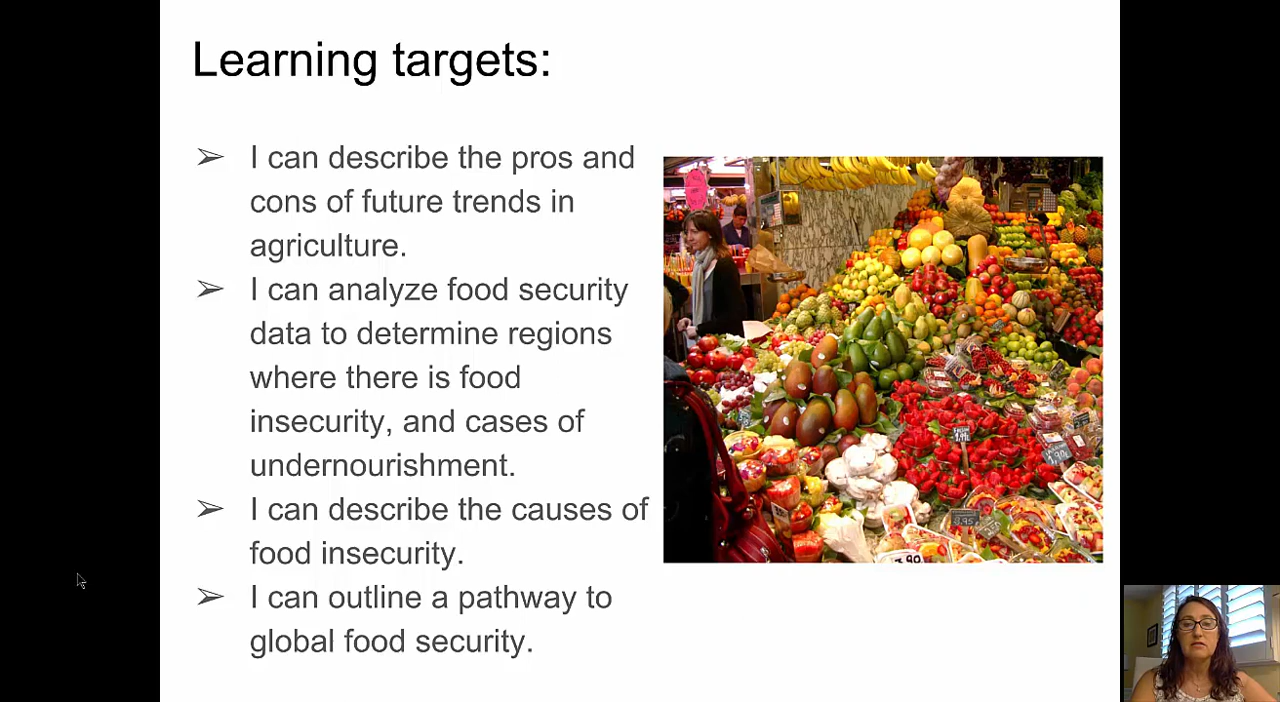 Learning targets:
➢ I can describe the pros and
cons of future trends in
agriculture.
➢ I can analyze food security
data to determine regions
where there is food
insecurity, and cases of
undernourishment.
➢ I can describe the causes of
food insecurity.
➢ I can outline a pathway to
global food security.